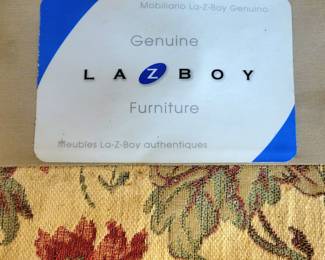 Mobiliario La-Z-Boy Genuino
Genuine
LA Z BOY
Furniture
Meubles La-Z-Boy authentiques